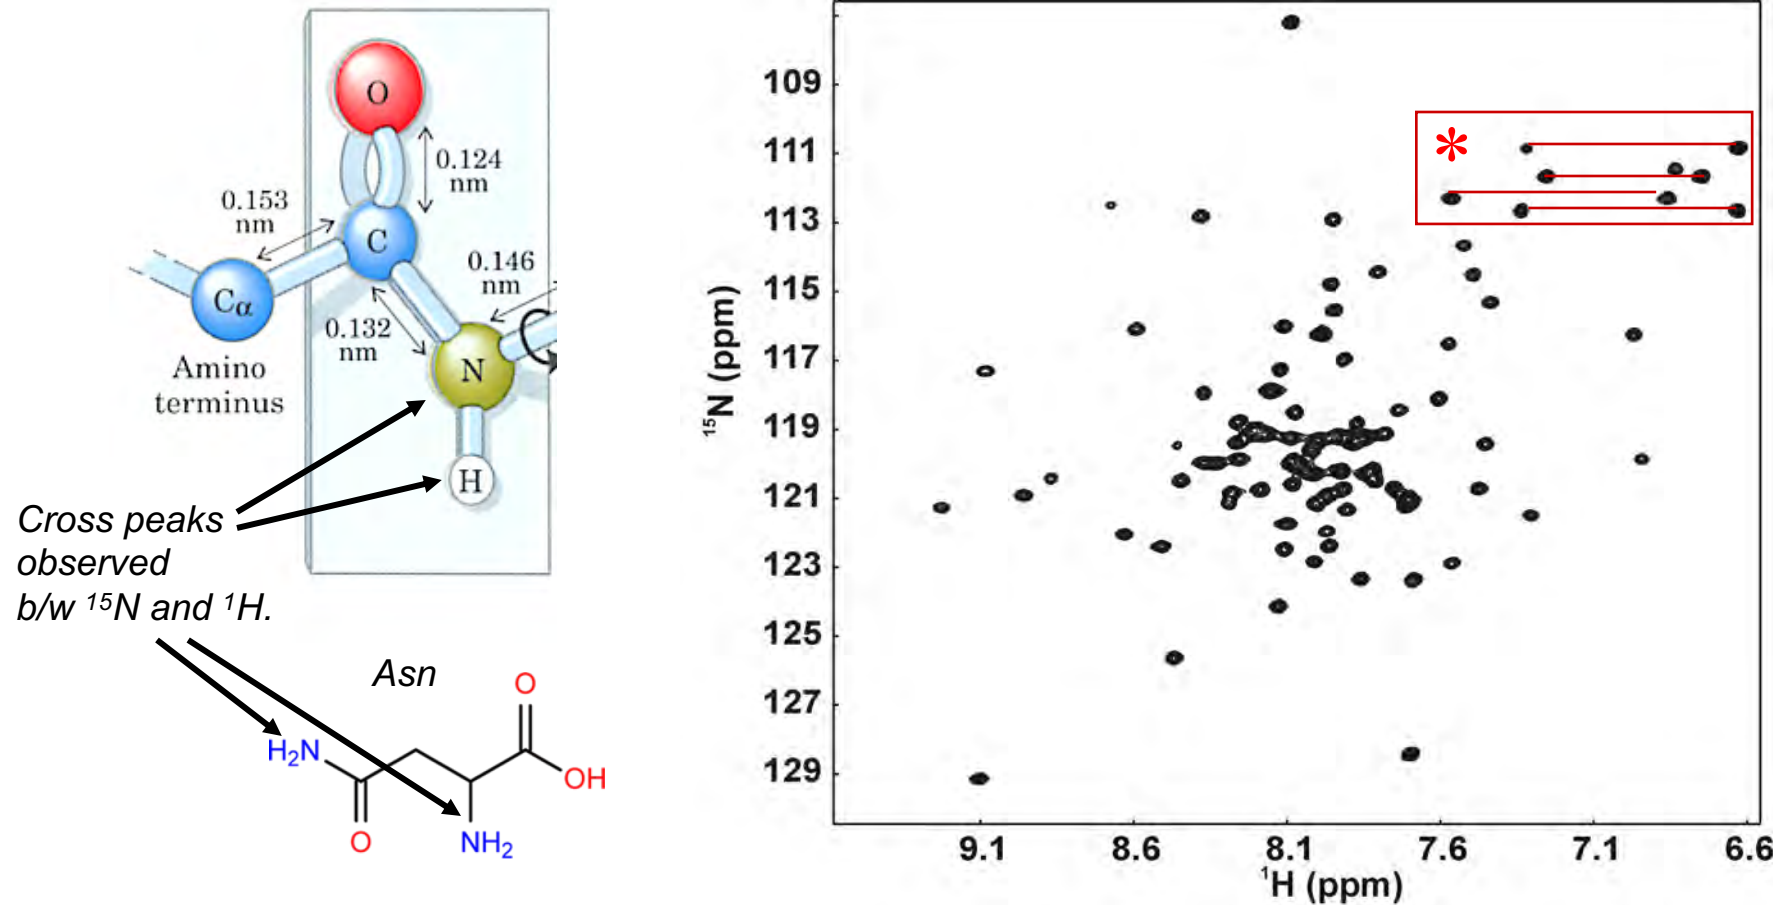 O
0.124
nm
0.153
nm
C
0.146
nm
Cα
0.132
nm
N
Amino
terminus
H
Cross peaks
observed
b/w ¹⁵N and ¹H.
Asn
O
H₂N
OH
O
NH₂
*
109
111
113
115
117
119
121
123
125
127
129
¹⁵N (ppm)
9.1 8.6 8.1 7.6 7.1 6.6
¹H (ppm)